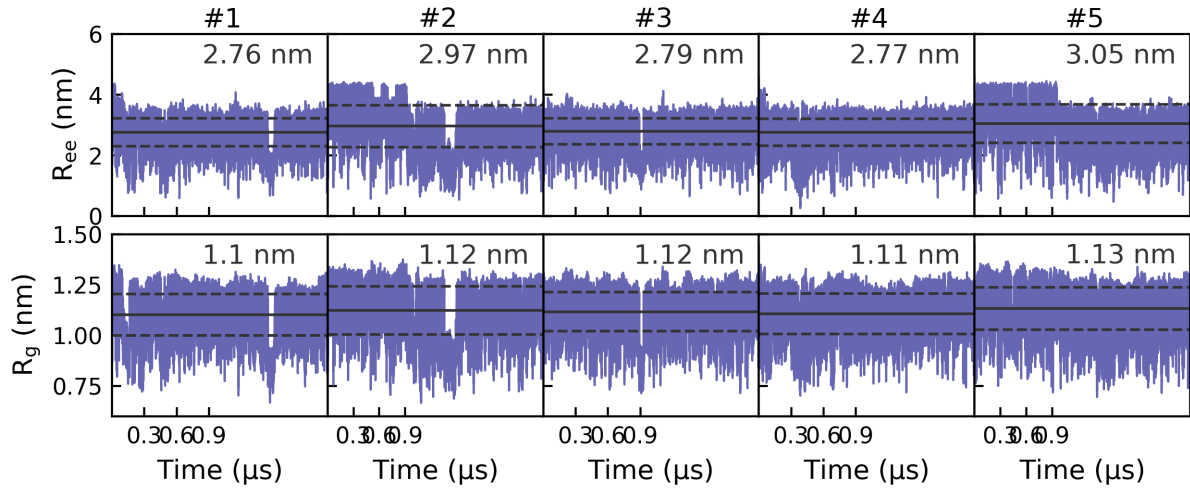 #1 #2 #3 #4 #5
6 2.76 nm 2.97 nm 2.79 nm 2.77 nm 3.05 nm
4
2
0
R_ee (nm)
1.50 1.1 nm 1.12 nm 1.12 nm 1.11 nm 1.13 nm
1.25
1.00
0.75
R_g (nm)
0.3 0.6 0.9 0.3 0.6 0.9 0.3 0.6 0.9 0.3 0.6 0.9 0.3 0.6 0.9
Time (μs) Time (μs) Time (μs) Time (μs) Time (μs)